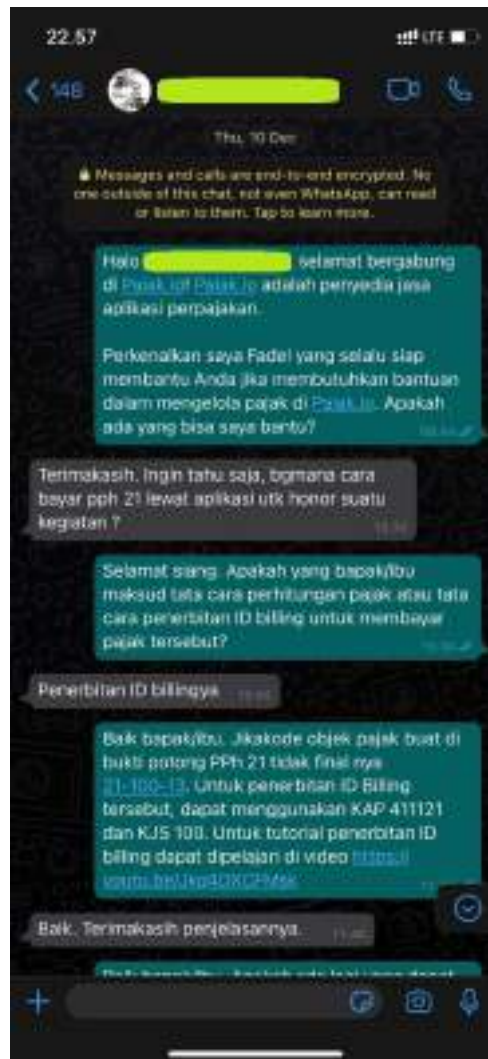 22.57
LTE
148
Thu, 10 Dec
Messages and calls are end-to-end encrypted. No
one outside of this chat, not even WhatsApp, can read
or listen to them. Tap to learn more.
Halo selamat bergabung
di Pajak.io! Pajak.io adalah penyedia jasa
aplikasi perpajakan.
Perkenalkan saya Fadel yang selalu siap
membantu Anda jika membutuhkan bantuan
dalam mengelola pajak di Pajak.io. Apakah
ada yang bisa saya bantu?
Terimakasih. Ingin tahu saja, bgmana cara
bayar pph 21 lewat aplikasi utk honor suatu
kegiatan ?
Selamat siang. Apakah yang bapak/ibu
maksud tata cara perhitungan pajak atau tata
cara penerbitan ID billing untuk membayar
pajak tersebut?
Penerbitan ID billingya
Baik bapak/ibu. Jikakode objek pajak buat di
bukti potong PPh 21 tidak final nya
21-100-13. Untuk penerbitan ID Billing
tersebut, dapat menggunakan KAP 411121
dan KJS 100. Untuk tutorial penerbitan ID
billing dapat dipelajari di video
Baik. Terimakasih penjelasannya.